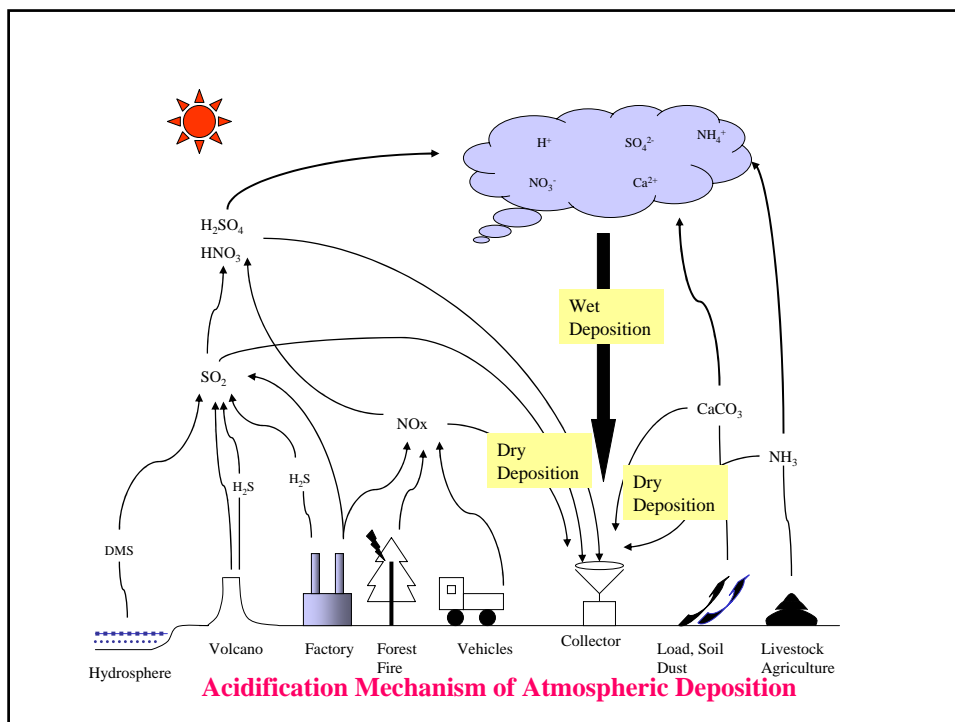 H⁺
SO₄²⁻
NH₄⁺
NO₃⁻
Ca²⁺
H₂SO₄
HNO₃
Wet
Deposition
SO₂
CaCO₃
NOx
Dry
Deposition
NH₃
H₂S
H₂S
Dry
Deposition
DMS
Hydrosphere
Volcano
Factory
Forest
Fire
Vehicles
Collector
Load, Soil
Dust
Livestock
Agriculture
Acidification Mechanism of Atmospheric Deposition